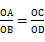 OA/OB = OC/OD